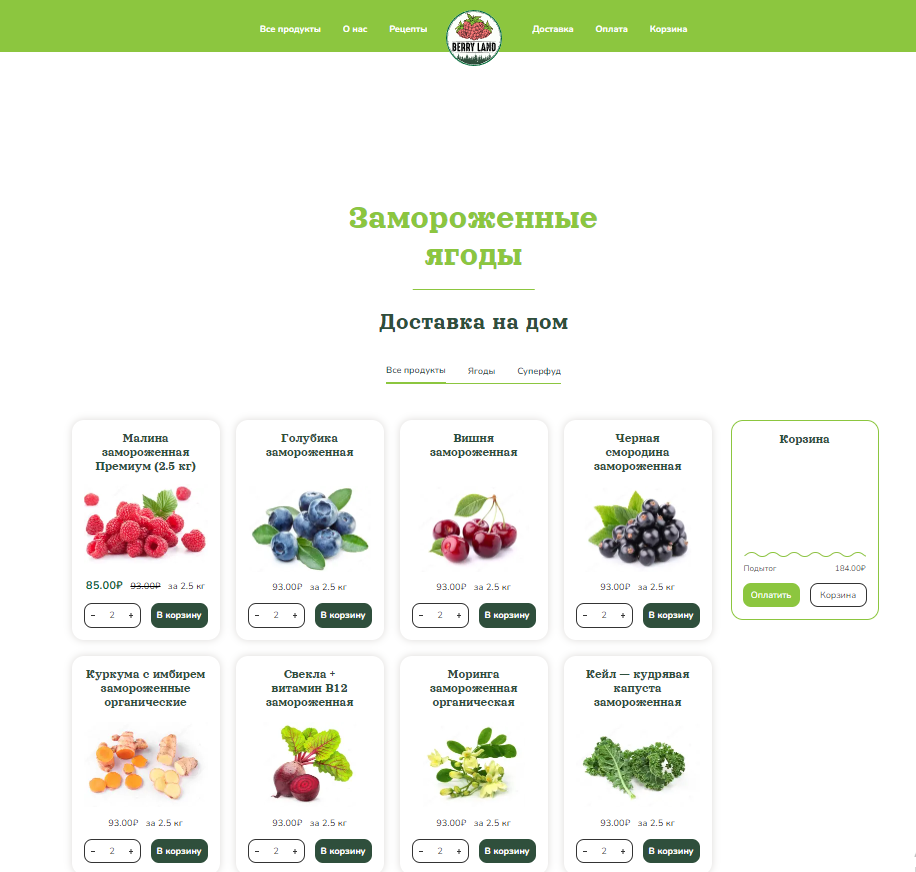 Все продукты О нас Рецепты BERRY LAND Доставка Оплата Корзина
Замороженные
ягоды
Доставка на дом
Все продукты Ягоды Суперфуд
Малина
замороженная
Премиум (2.5 кг)
85.00₽ 93.00₽ за 2.5 кг
- 2 + В корзину
Голубика
замороженная
93.00₽ за 2.5 кг
- 2 + В корзину
Вишня
замороженная
93.00₽ за 2.5 кг
- 2 + В корзину
Черная
смородина
замороженная
93.00₽ за 2.5 кг
- 2 + В корзину
Корзина
Подытог 184.00₽
Оплатить Корзина
Куркума с имбирем
замороженные
органические
93.00₽ за 2.5 кг
- 2 + В корзину
Свекла +
витамин B12
замороженная
93.00₽ за 2.5 кг
- 2 + В корзину
Моринга
замороженная
органическая
93.00₽ за 2.5 кг
- 2 + В корзину
Кейл — кудрявая
капуста
замороженная
93.00₽ за 2.5 кг
- 2 + В корзину